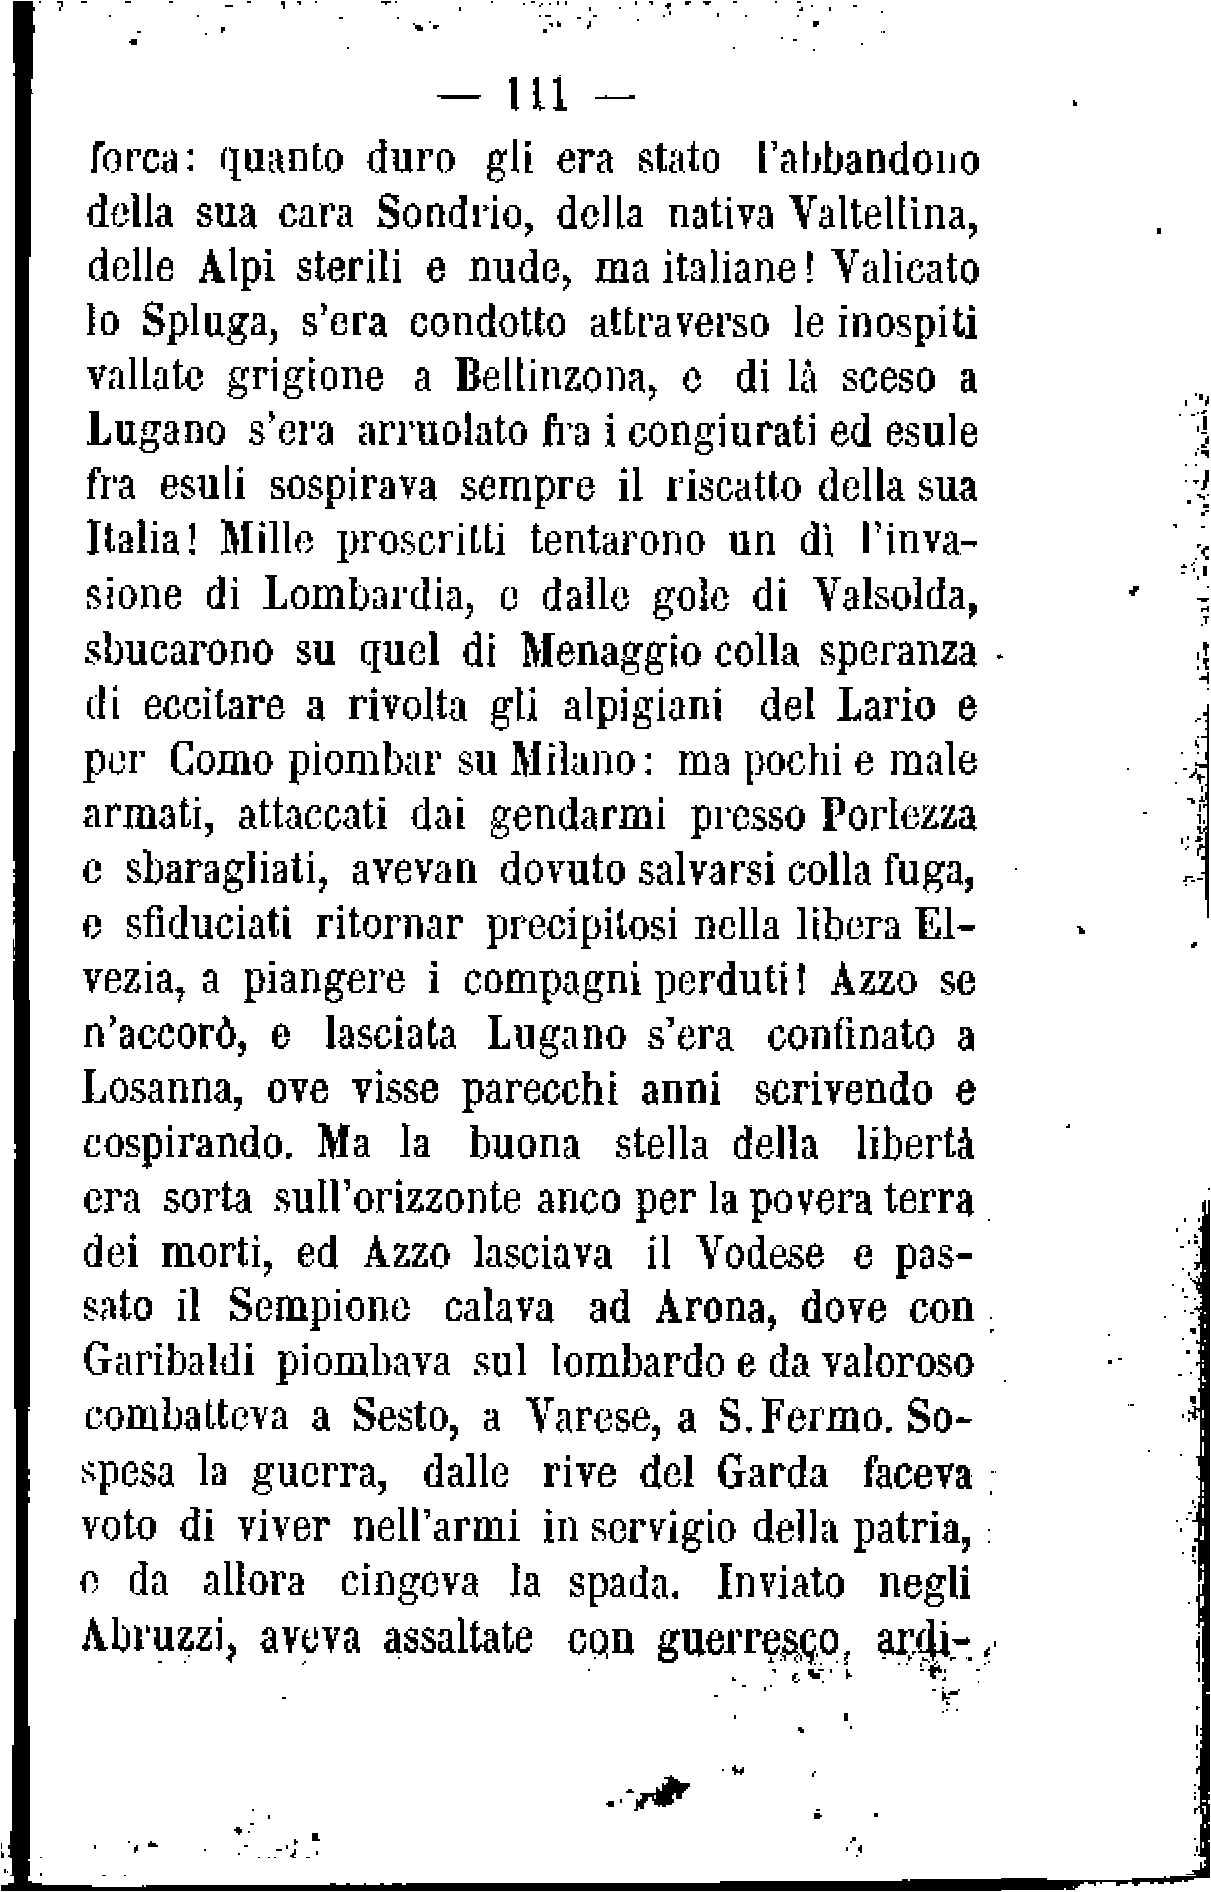 — 111 —
forca: quanto duro gli era stato l'abbandono
della sua cara Sondrio, della nativa Valtellina,
delle Alpi sterili e nude, ma italiane! Valicato
lo Spluga, s'era condotto attraverso le inospiti
vallate grigione a Bellinzona, e di là sceso a
Lugano s'era arruolato fra i congiurati ed esule
fra esuli sospirava sempre il riscatto della sua
Italia! Mille proscritti tentarono un dì l'inva-
sione di Lombardia, e dalle gole di Valsolda,
sbucarono su quel di Menaggio colla speranza
di eccitare a rivolta gli alpigiani del Lario e
per Como piombar su Milano: ma pochi e male
armati, attaccati dai gendarmi presso Porlezza
e sbaragliati, avevan dovuto salvarsi colla fuga,
e sfiduciati ritornar precipitosi nella libera El-
vezia, a piangere i compagni perduti! Azzo se
n'accorò, e lasciata Lugano s'era confinato a
Losanna, ove visse parecchi anni scrivendo e
cospirando. Ma la buona stella della libertà
era sorta sull'orizzonte anco per la povera terra
dei morti, ed Azzo lasciava il Vodese e pas-
sato il Sempione calava ad Arona, dove con
Garibaldi piombava sul lombardo e da valoroso
combatteva a Sesto, a Varese, a S. Fermo. So-
spesa la guerra, dalle rive del Garda faceva
voto di viver nell'armi in servigio della patria,
e da allora cingeva la spada. Inviato negli
Abruzzi, aveva assaltate con guerresco, ardi-